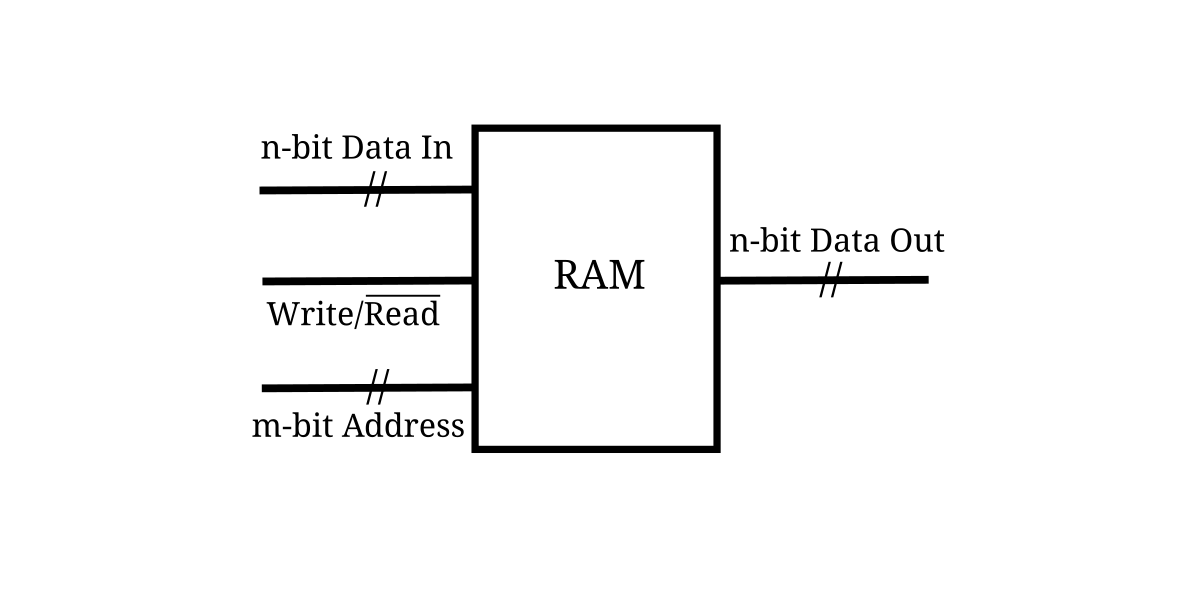 n-bit Data In
n-bit Data Out
RAM
Write/Read
m-bit Address